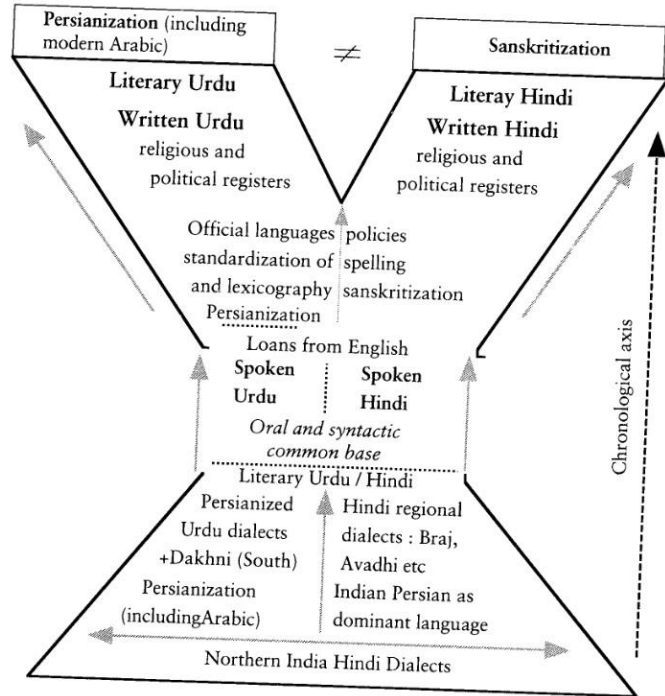 Persianization (including
modern Arabic)
≠
Sanskritization
Literary Urdu
Written Urdu
religious and
political registers
Literay Hindi
Written Hindi
religious and
political registers
Official languages policies
standardization of spelling
and lexicography sanskritization
Persianization
Loans from English
Spoken
Urdu
Spoken
Hindi
Oral and syntactic
common base
Literary Urdu / Hindi
Persianized
Urdu dialects
+Dakhni (South)
Persianization
(includingArabic)
Hindi regional
dialects : Braj,
Avadhi etc
Indian Persian as
dominant language
Northern India Hindi Dialects
Chronological axis